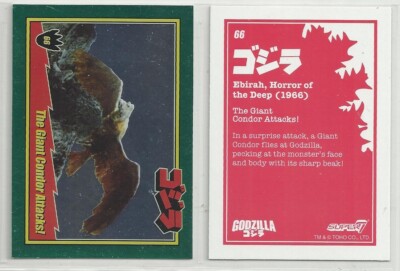 66
The Giant Condor Attacks!
ゴジラ
66
ゴジラ
Ebirah, Horror of
the Deep (1966)
The Giant
Condor Attacks!
In a surprise attack, a Giant
Condor flies at Godzilla,
pecking at the monster's face
and body with its sharp beak!
GODZILLA
ゴジラ
SUPER7
TM & © TOHO CO., LTD.